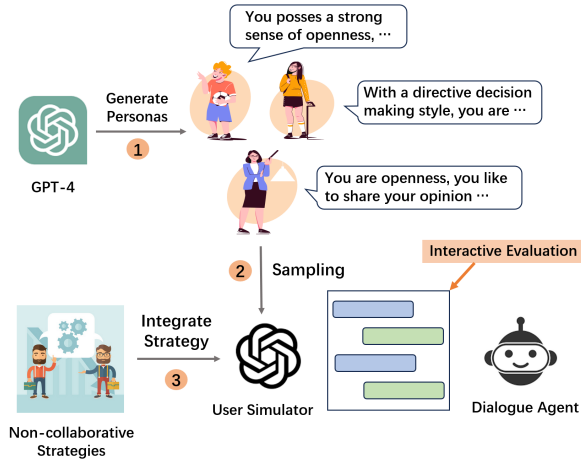 You posses a strong
sense of openness, ...
Generate
Personas
1
With a directive decision
making style, you are ...
GPT-4
You are openness, you like
to share your opinion ...
2
Sampling
Interactive Evaluation
Integrate
Strategy
3
User Simulator
Dialogue Agent
Non-collaborative
Strategies